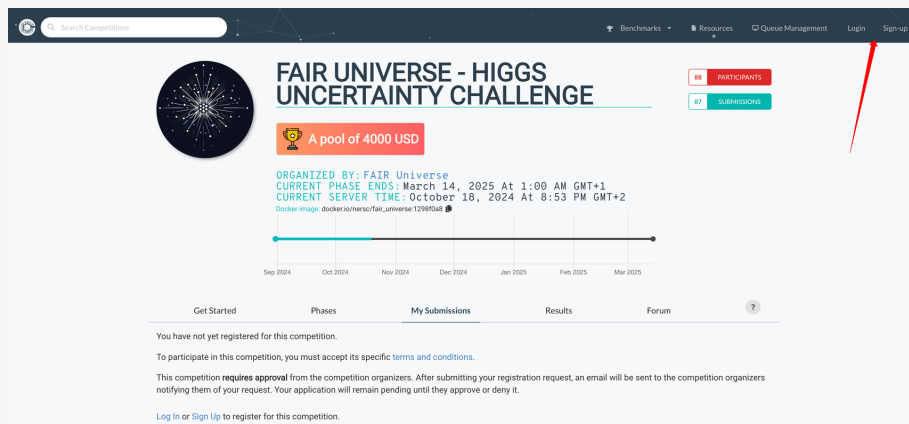 Search Competitions
Benchmarks
Resources
Queue Management
Login
Sign-up
FAIR UNIVERSE - HIGGS
UNCERTAINTY CHALLENGE
88 PARTICIPANTS
87 SUBMISSIONS
A pool of 4000 USD
ORGANIZED BY: FAIR Universe
CURRENT PHASE ENDS: March 14, 2025 At 1:00 AM GMT+1
CURRENT SERVER TIME: October 18, 2024 At 8:53 PM GMT+2
Docker image: docker.io/nersc/fair_universe:1298f0a8
Sep 2024 Oct 2024 Nov 2024 Dec 2024 Jan 2025 Feb 2025 Mar 2025
Get Started Phases My Submissions Results Forum ?
You have not yet registered for this competition.
To participate in this competition, you must accept its specific terms and conditions.
This competition requires approval from the competition organizers. After submitting your registration request, an email will be sent to the competition organizers
notifying them of your request. Your application will remain pending until they approve or deny it.
Log In or Sign Up to register for this competition.